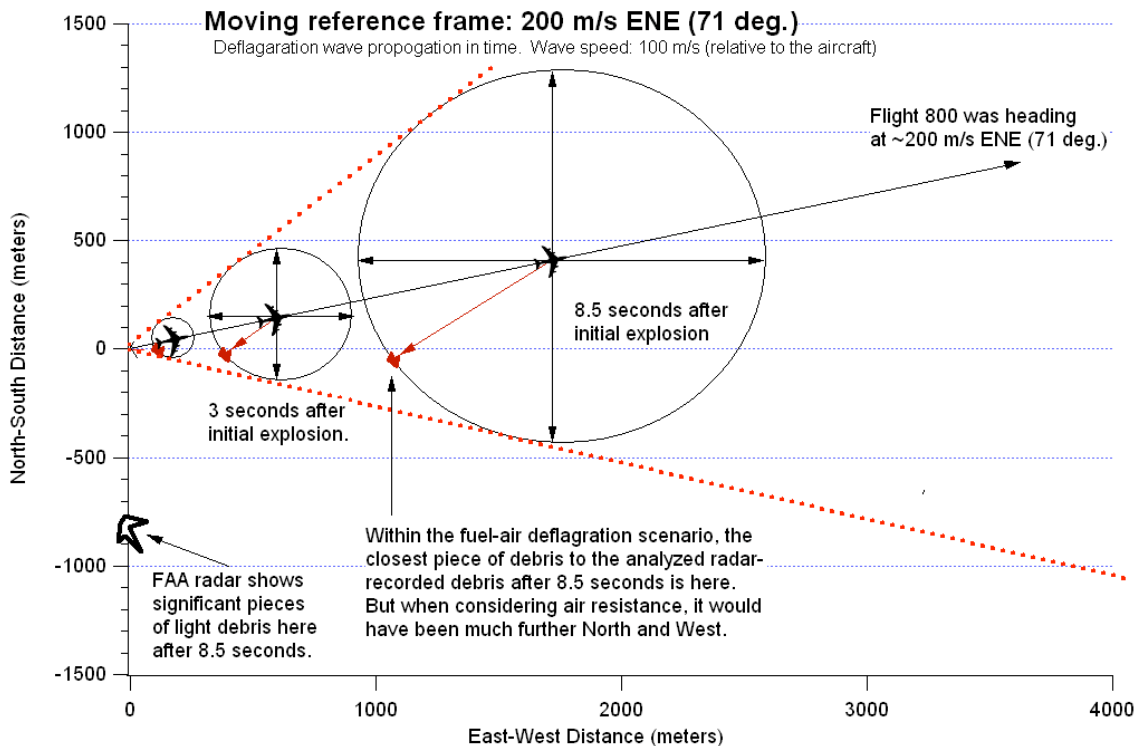 Moving reference frame: 200 m/s ENE (71 deg.)
Deflagaration wave propogation in time. Wave speed: 100 m/s (relative to the aircraft)
1500
1000
500
0
-500
-1000
-1500
North-South Distance (meters)
Flight 800 was heading
at ~200 m/s ENE (71 deg.)
8.5 seconds after
initial explosion
3 seconds after
initial explosion.
Within the fuel-air deflagration scenario, the
closest piece of debris to the analyzed radar-
recorded debris after 8.5 seconds is here.
But when considering air resistance, it would
have been much further North and West.
FAA radar shows
significant pieces
of light debris here
after 8.5 seconds.
0
1000
2000
3000
4000
East-West Distance (meters)